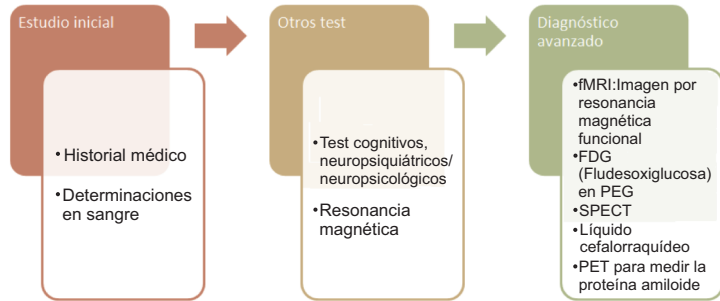 Estudio inicial
• Historial médico
• Determinaciones
en sangre
Otros test
• Test cognitivos,
neuropsiquiátricos/
neuropsicológicos
• Resonancia
magnética
Diagnóstico
avanzado
•fMRI:Imagen por
resonancia
magnética
funcional
•FDG
(Fludesoxiglucosa)
en PEG
•SPECT
•Líquido
cefalorraquídeo
•PET para medir la
proteína amiloide